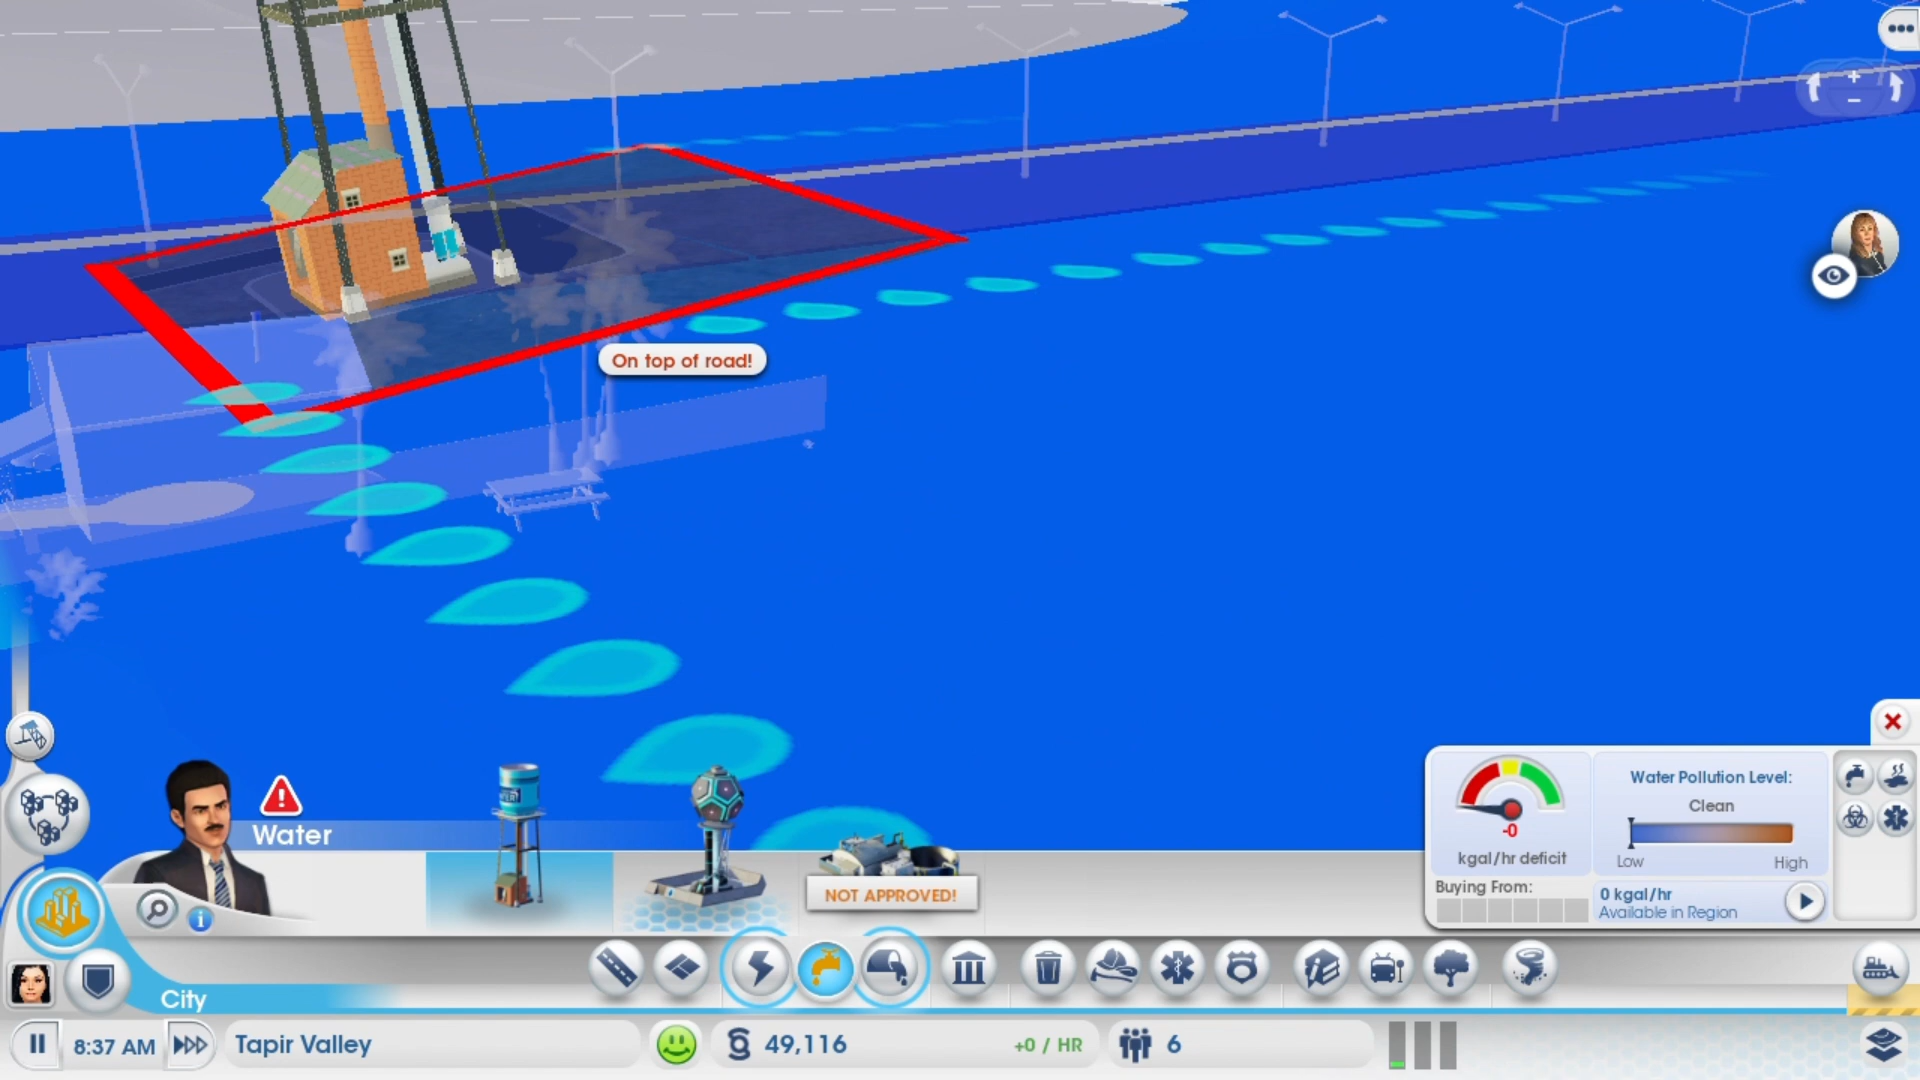 On top of road!
Water
NOT APPROVED!
-0
kgal/hr deficit
Water Pollution Level:
Clean
Low
High
Buying From:
0 kgal/hr
Available in Region
City
8:37 AM
Tapir Valley
49,116
+0 / HR
6